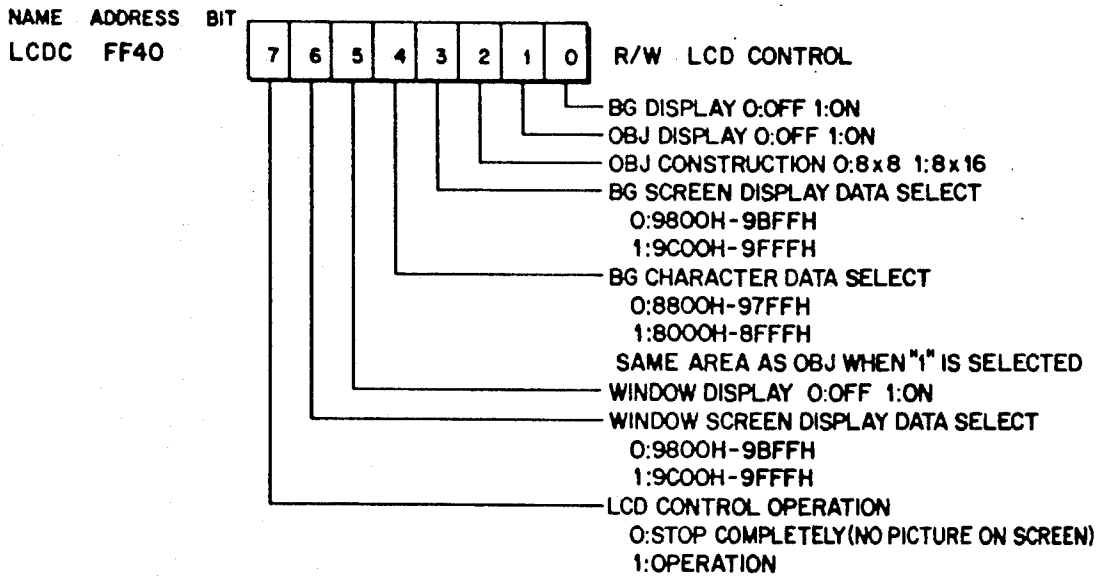 NAME ADDRESS BIT
LCDC FF40 7 6 5 4 3 2 1 0 R/W LCD CONTROL
BG DISPLAY 0:OFF 1:ON
OBJ DISPLAY 0:OFF 1:ON
OBJ CONSTRUCTION 0:8x8 1:8x16
BG SCREEN DISPLAY DATA SELECT
0:9800H-9BFFH
1:9C00H-9FFFH
BG CHARACTER DATA SELECT
0:8800H-97FFH
1:8000H-8FFFH
SAME AREA AS OBJ WHEN "1" IS SELECTED
WINDOW DISPLAY 0:OFF 1:ON
WINDOW SCREEN DISPLAY DATA SELECT
0:9800H-9BFFH
1:9C00H-9FFFH
LCD CONTROL OPERATION
0:STOP COMPLETELY(NO PICTURE ON SCREEN)
1:OPERATION